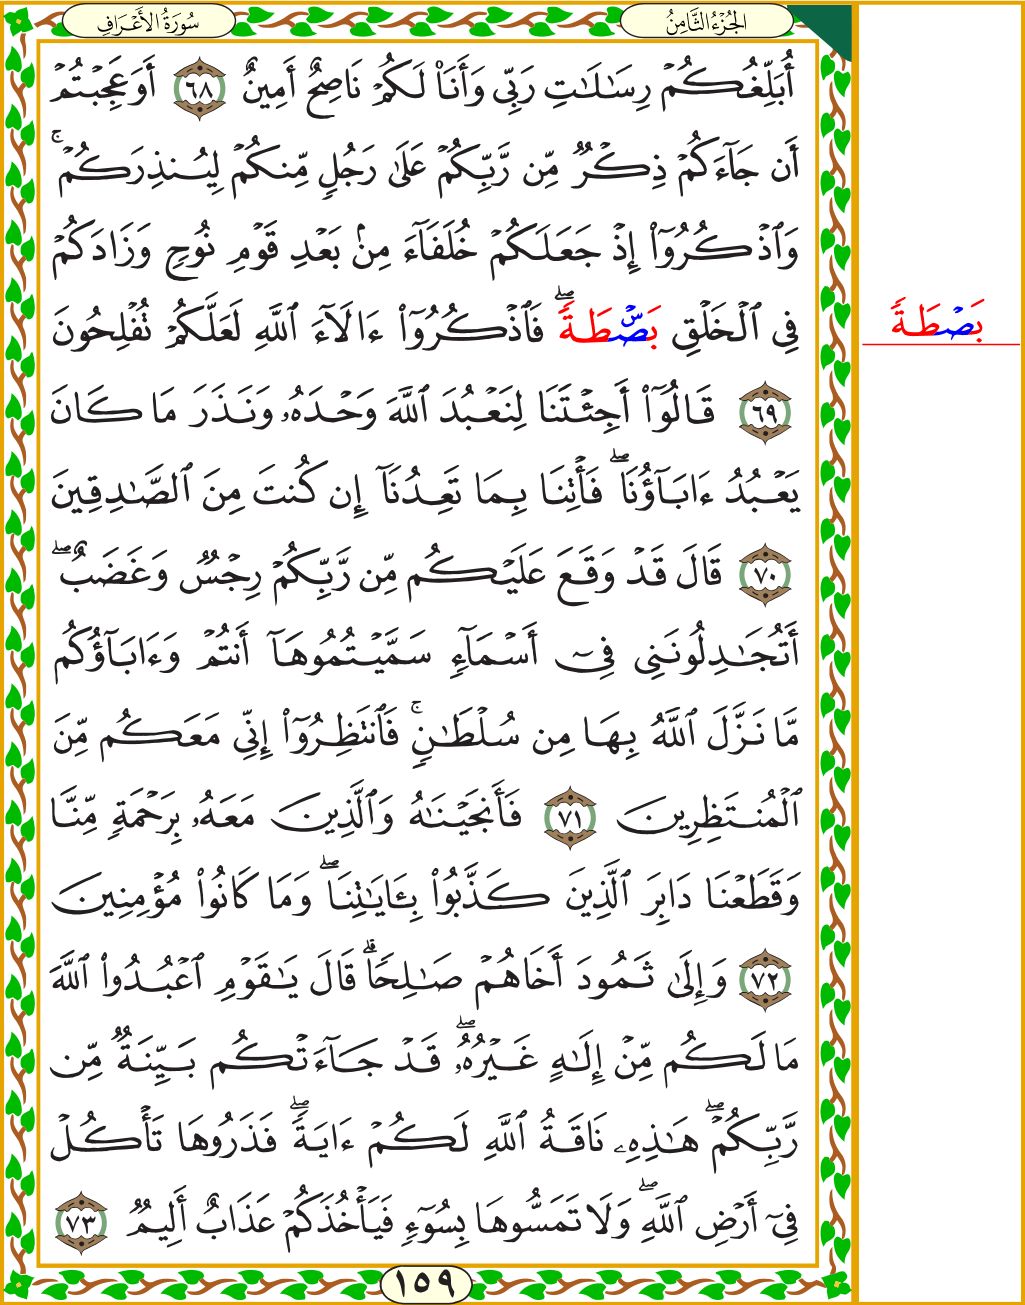 سُورَةُ الأَعْرَافِ
الجُزْءُ الثَّامِنُ
أُبَلِّغُكُمْ رِسَٰلَٰتِ رَبِّى وَأَنَا۠ لَكُمْ نَاصِحٌ أَمِينٌ ٦٨ أَوَعَجِبْتُمْ
أَن جَآءَكُمْ ذِكْرٌ مِّن رَّبِّكُمْ عَلَىٰ رَجُلٍ مِّنكُمْ لِيُنذِرَكُمْ ۚ
وَٱذْكُرُوٓا۟ إِذْ جَعَلَكُمْ خُلَفَآءَ مِنۢ بَعْدِ قَوْمِ نُوحٍ وَزَادَكُمْ
فِى ٱلْخَلْقِ بَصْۜطَةً ۖ فَٱذْكُرُوٓا۟ ءَالَآءَ ٱللَّهِ لَعَلَّكُمْ تُفْلِحُونَ
بَصْطَةً
٦٩ قَالُوٓا۟ أَجِئْتَنَا لِنَعْبُدَ ٱللَّهَ وَحْدَهُۥ وَنَذَرَ مَا كَانَ
يَعْبُدُ ءَابَآؤُنَا ۖ فَأْتِنَا بِمَا تَعِدُنَآ إِن كُنتَ مِنَ ٱلصَّٰدِقِينَ
٧٠ قَالَ قَدْ وَقَعَ عَلَيْكُم مِّن رَّبِّكُمْ رِجْسٌ وَغَضَبٌ ۖ
أَتُجَٰدِلُونَنِى فِىٓ أَسْمَآءٍ سَمَّيْتُمُوهَآ أَنتُمْ وَءَابَآؤُكُم
مَّا نَزَّلَ ٱللَّهُ بِهَا مِن سُلْطَٰنٍ ۚ فَٱنتَظِرُوٓا۟ إِنِّى مَعَكُم مِّنَ
ٱلْمُنتَظِرِينَ ٧١ فَأَنجَيْنَٰهُ وَٱلَّذِينَ مَعَهُۥ بِرَحْمَةٍ مِّنَّا
وَقَطَعْنَا دَابِرَ ٱلَّذِينَ كَذَّبُوا۟ بِـَٔايَٰتِنَا ۖ وَمَا كَانُوا۟ مُؤْمِنِينَ
٧٢ وَإِلَىٰ ثَمُودَ أَخَاهُمْ صَٰلِحًا ۗ قَالَ يَٰقَوْمِ ٱعْبُدُوا۟ ٱللَّهَ
مَا لَكُم مِّنْ إِلَٰهٍ غَيْرُهُۥ ۖ قَدْ جَآءَتْكُم بَيِّنَةٌ مِّن
رَّبِّكُمْ ۖ هَٰذِهِۦ نَاقَةُ ٱللَّهِ لَكُمْ ءَايَةً ۖ فَذَرُوهَا تَأْكُلْ
فِىٓ أَرْضِ ٱللَّهِ ۖ وَلَا تَمَسُّوهَا بِسُوٓءٍ فَيَأْخُذَكُمْ عَذَابٌ أَلِيمٌ ٧٣
١٥٩